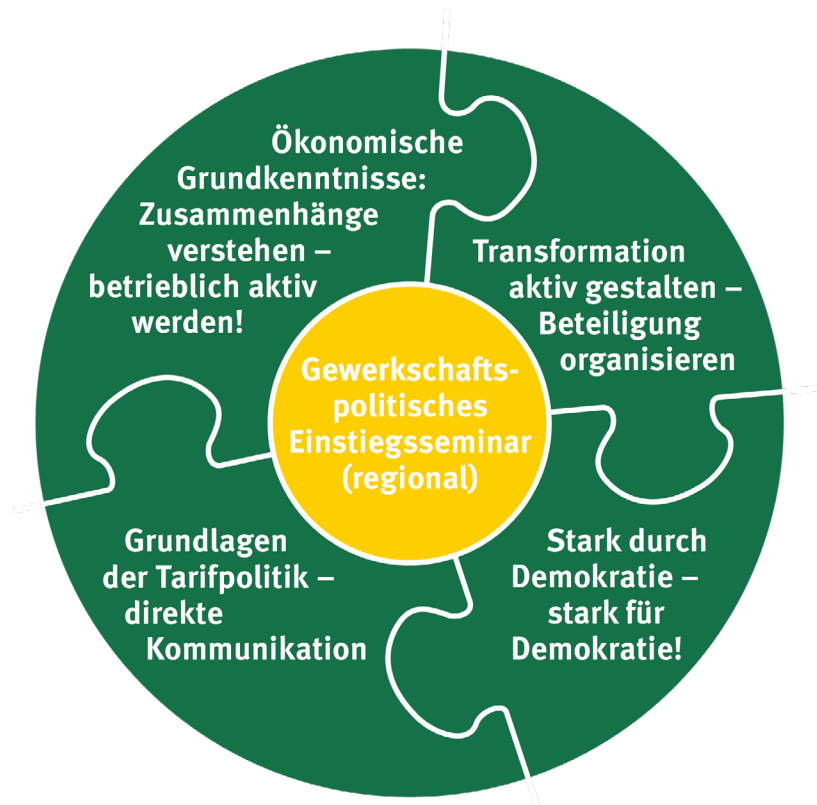 Ökonomische
Grundkenntnisse:
Zusammenhänge
verstehen –
betrieblich aktiv
werden!
Transformation
aktiv gestalten –
Beteiligung
organisieren
Gewerkschafts-
politisches
Einstiegsseminar
(regional)
Grundlagen
der Tarifpolitik –
direkte
Kommunikation
Stark durch
Demokratie –
stark für
Demokratie!